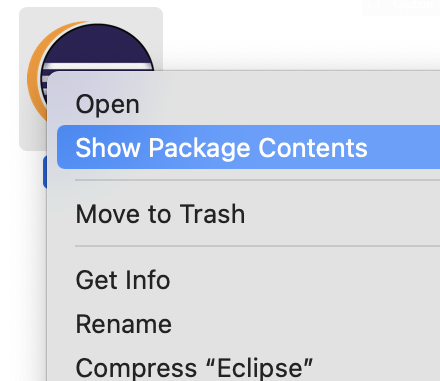 Open
Show Package Contents
Move to Trash
Get Info
Rename
Compress “Eclipse”